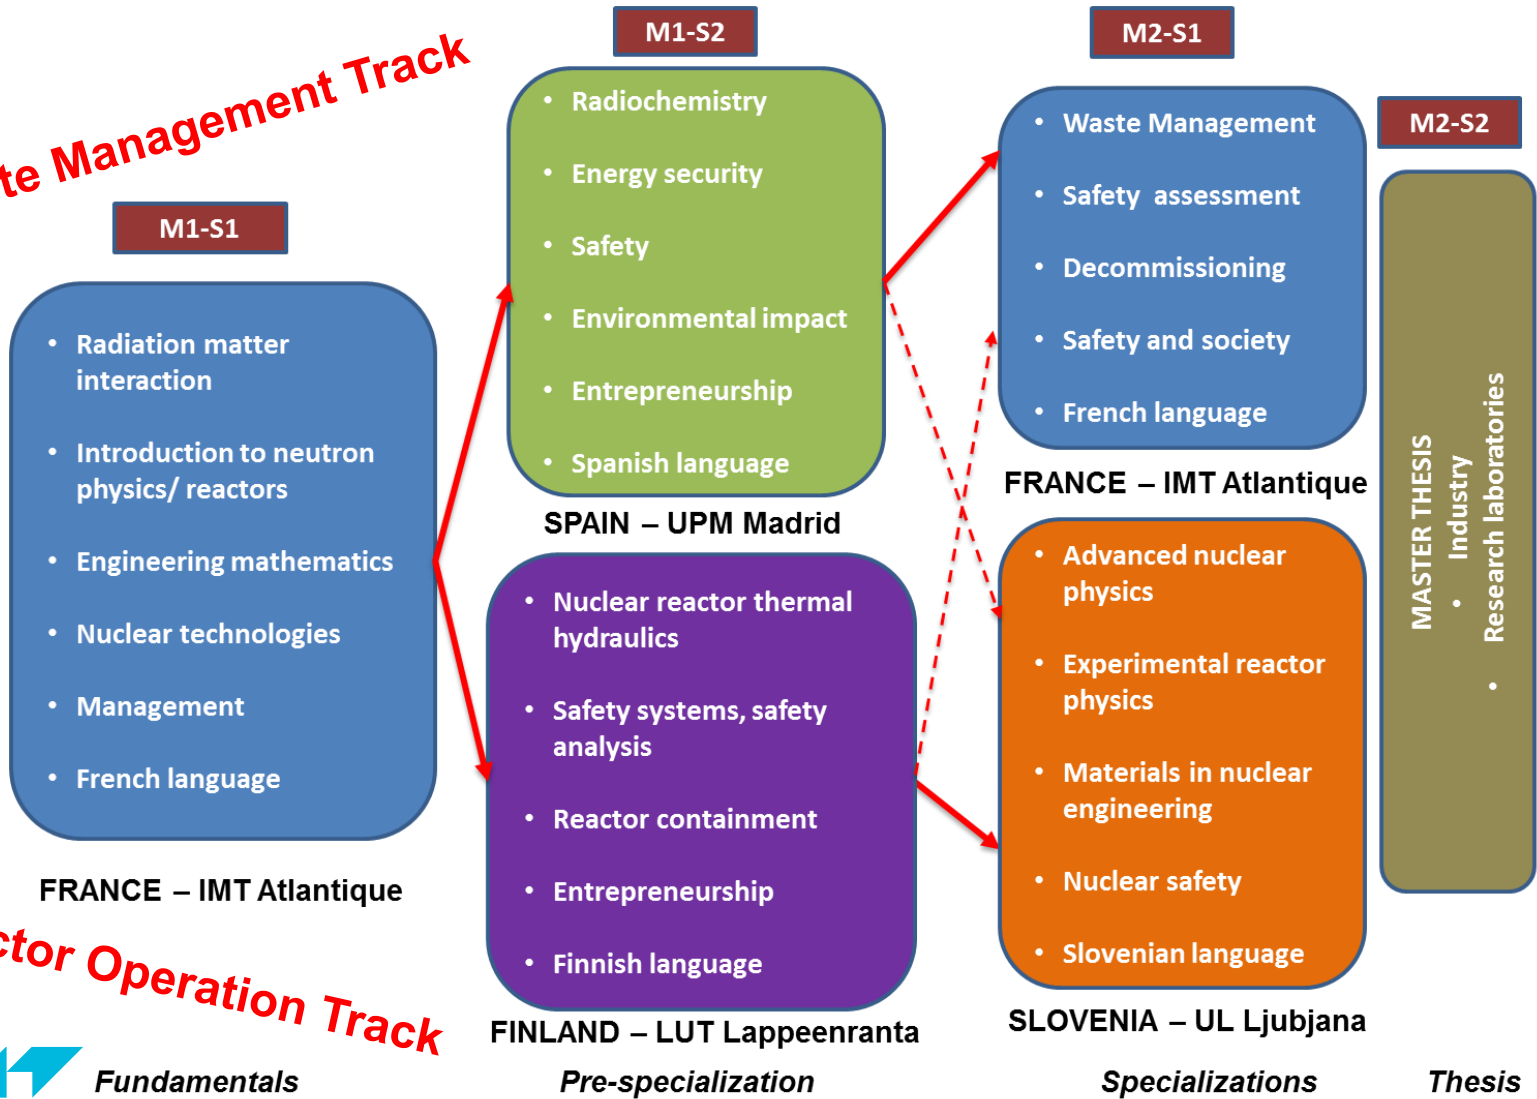 M1-S2
M2-S1
Management Track
M2-S2
M1-S1
• Radiochemistry
• Energy security
• Safety
• Environmental impact
• Entrepreneurship
• Spanish language
SPAIN – UPM Madrid
• Waste Management
• Safety assessment
• Decommissioning
• Safety and society
• French language
FRANCE – IMT Atlantique
• Radiation matter
interaction
• Introduction to neutron
physics/ reactors
• Engineering mathematics
• Nuclear technologies
• Management
• French language
FRANCE – IMT Atlantique
• Nuclear reactor thermal
hydraulics
• Safety systems, safety
analysis
• Reactor containment
• Entrepreneurship
• Finnish language
FINLAND – LUT Lappeenranta
• Advanced nuclear
physics
• Experimental reactor
physics
• Materials in nuclear
engineering
• Nuclear safety
• Slovenian language
SLOVENIA – UL Ljubjana
MASTER THESIS
• Industry
• Research laboratories
Operation Track
Fundamentals
Pre-specialization
Specializations
Thesis